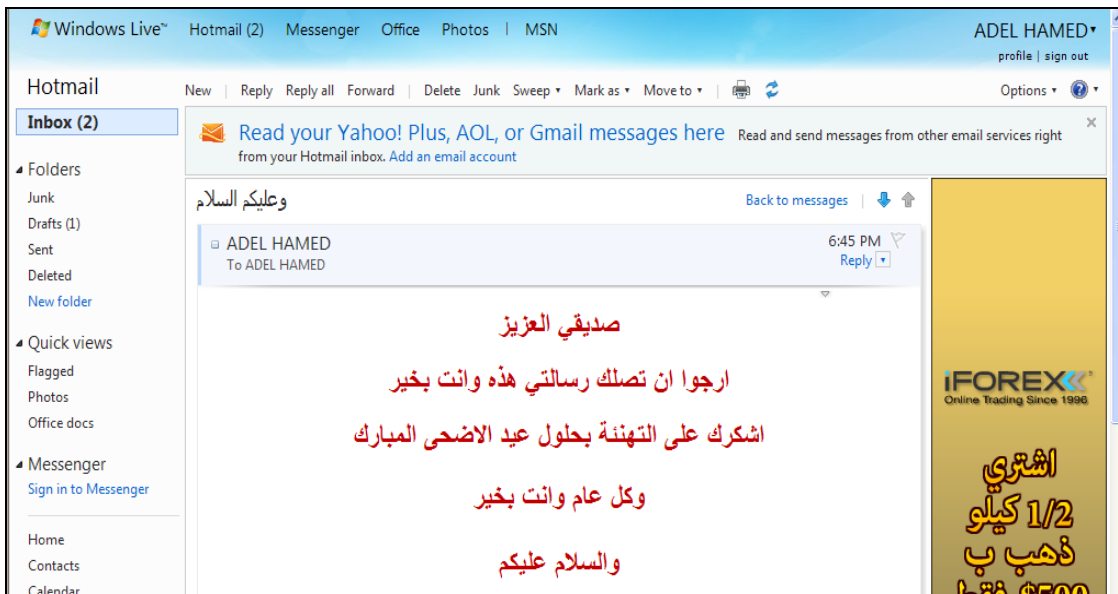 Windows Live™ Hotmail (2) Messenger Office Photos | MSN ADEL HAMED
profile | sign out
Hotmail
New | Reply Reply all Forward | Delete Junk Sweep Mark as Move to | Options
Inbox (2)
Read your Yahoo! Plus, AOL, or Gmail messages here Read and send messages from other email services right
from your Hotmail inbox. Add an email account
Folders
Junk
Drafts (1)
Sent
Deleted
New folder
Quick views
Flagged
Photos
Office docs
Messenger
Sign in to Messenger
Home
Contacts
Calendar
وعليكم السلام
Back to messages
ADEL HAMED
To ADEL HAMED
6:45 PM
Reply
صديقي العزيز
ارجوا ان تصلك رسالتي هذه وانت بخير
اشكرك على التهنئة بحلول عيد الاضحى المبارك
وكل عام وانت بخير
والسلام عليكم
iFOREX
Online Trading Since 1996
اشتري
1/2 كيلو
ذهب ب
$500 فقط